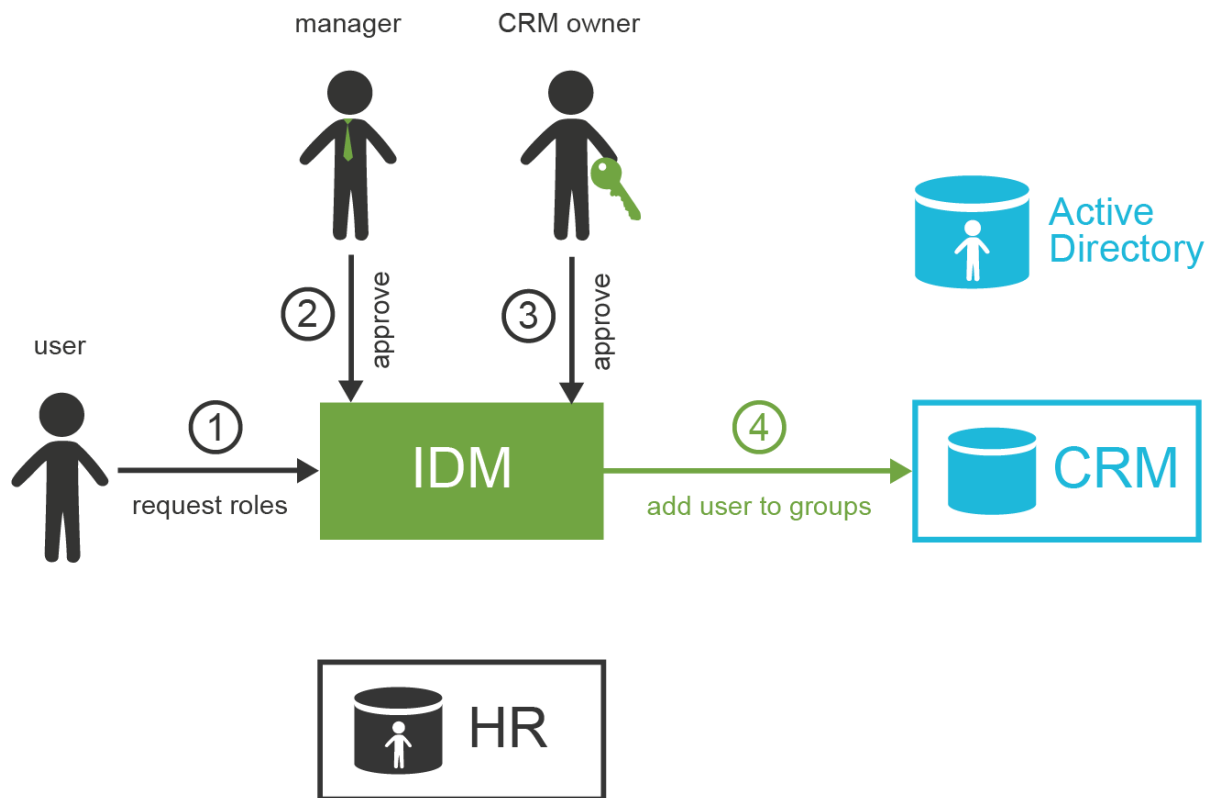 manager
CRM owner
Active
Directory
2
approve
3
approve
user
1
request roles
IDM
4
add user to groups
CRM
HR